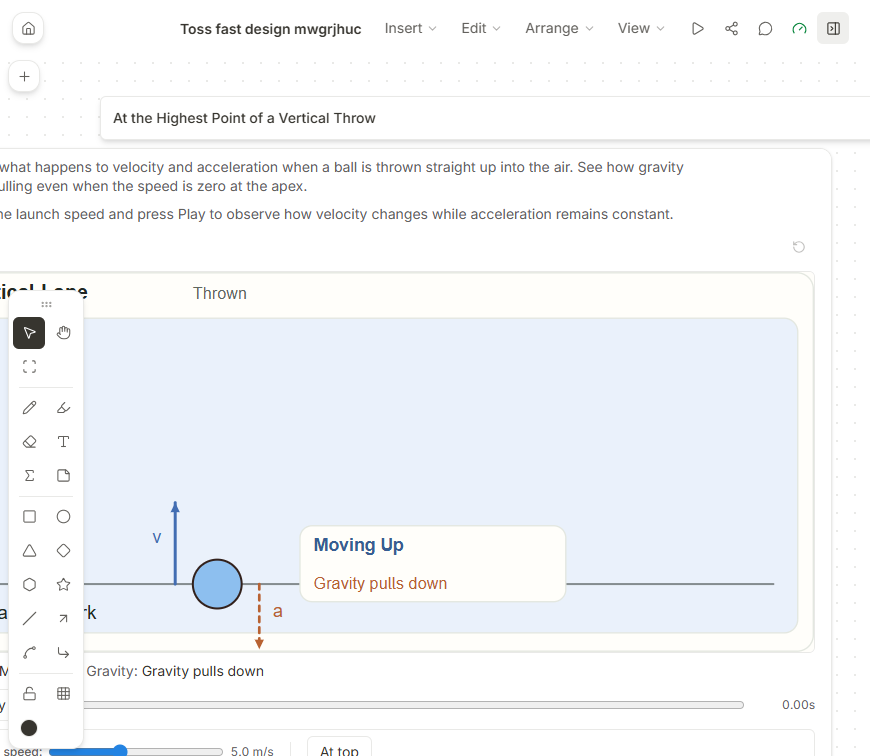 Toss fast design mwgrjhuc Insert Edit Arrange View
At the Highest Point of a Vertical Throw
what happens to velocity and acceleration when a ball is thrown straight up into the air. See how gravity
ulling even when the speed is zero at the apex.
he launch speed and press Play to observe how velocity changes while acceleration remains constant.
Thrown
v
Moving Up
Gravity pulls down
a
Gravity: Gravity pulls down
0.00s
speed: 5.0 m/s At top